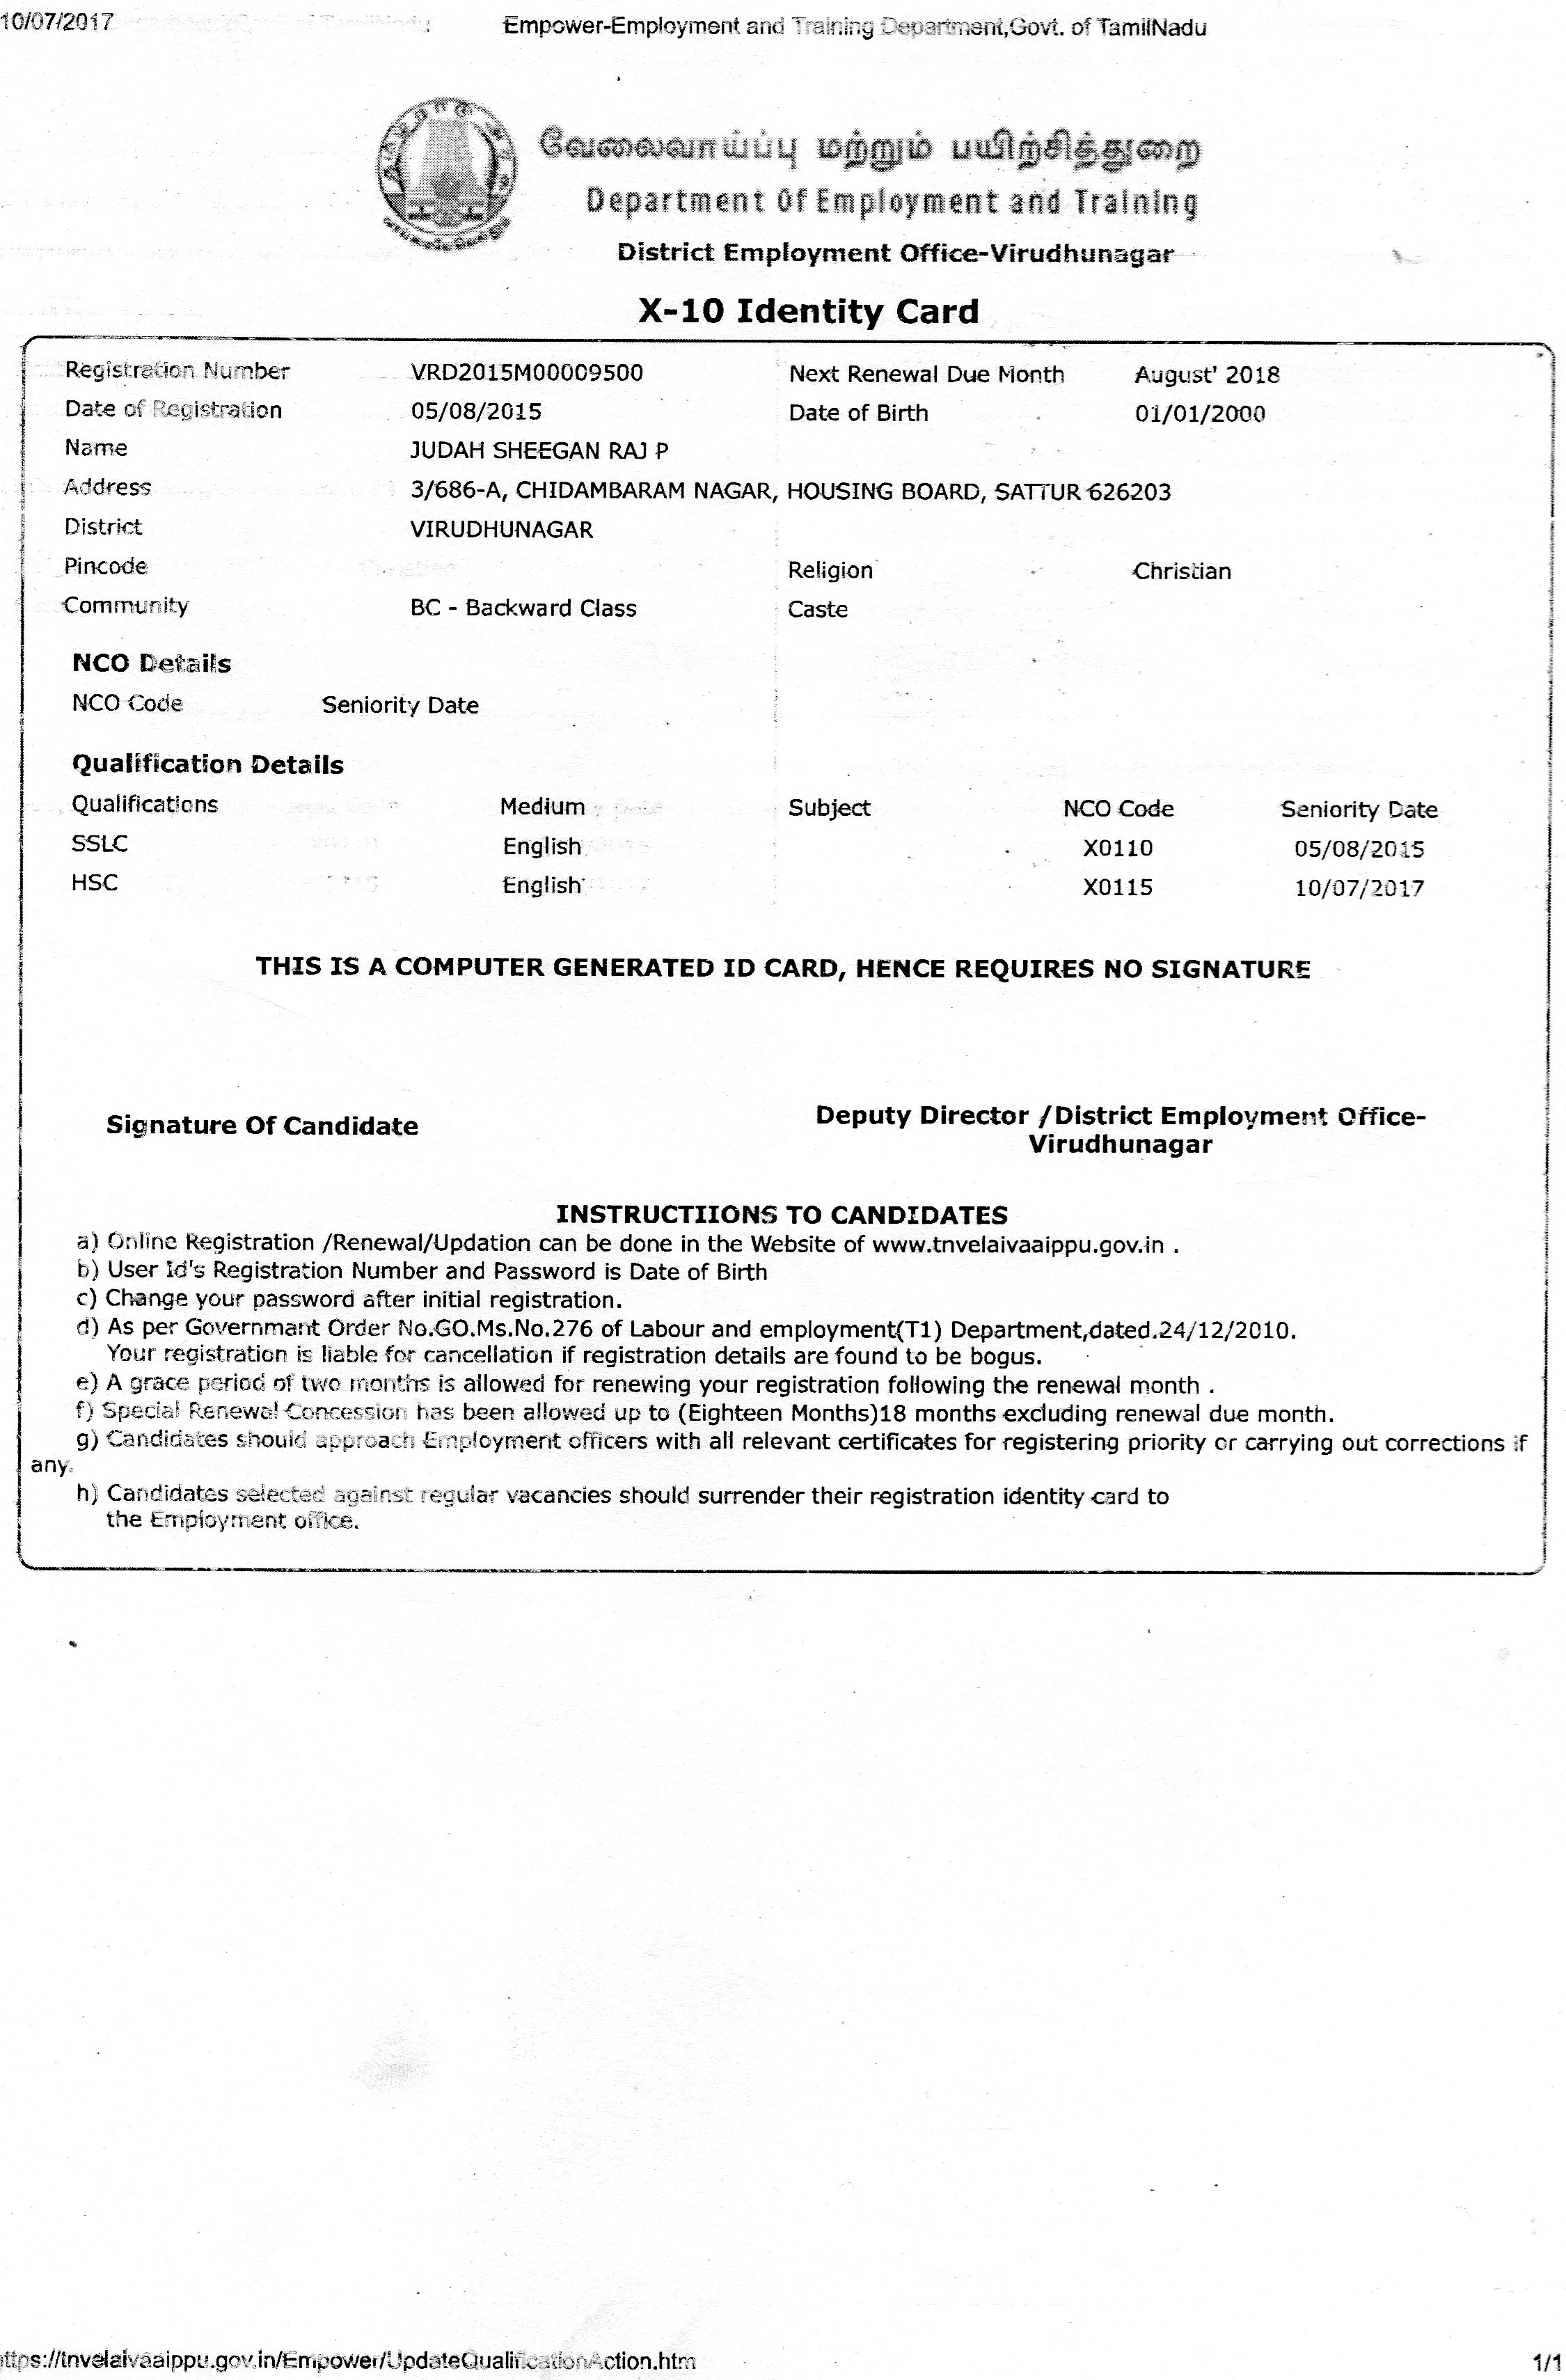 10/07/2017 Empower-Employment and Training Department,Govt. of TamilNadu
வேலைவாய்ப்பு மற்றும் பயிற்சித்துறை
Department Of Employment and Training
District Employment Office-Virudhunagar
X-10 Identity Card
Registration Number VRD2015M00009500 Next Renewal Due Month August' 2018
Date of Registration 05/08/2015 Date of Birth 01/01/2000
Name JUDAH SHEEGAN RAJ P
Address 3/686-A, CHIDAMBARAM NAGAR, HOUSING BOARD, SATTUR 626203
District VIRUDHUNAGAR
Pincode Religion Christian
Community BC - Backward Class Caste
NCO Details
NCO Code Seniority Date
Qualification Details
Qualifications Medium Subject NCO Code Seniority Date
SSLC English X0110 05/08/2015
HSC English X0115 10/07/2017
THIS IS A COMPUTER GENERATED ID CARD, HENCE REQUIRES NO SIGNATURE
Signature Of Candidate Deputy Director /District Employment Office-
Virudhunagar
INSTRUCTIIONS TO CANDIDATES
a) Online Registration /Renewal/Updation can be done in the Website of www.tnvelaivaaippu.gov.in .
b) User Id's Registration Number and Password is Date of Birth
c) Change your password after initial registration.
d) As per Governmant Order No.GO.Ms.No.276 of Labour and employment(T1) Department,dated.24/12/2010.
Your registration is liable for cancellation if registration details are found to be bogus.
e) A grace period of two months is allowed for renewing your registration following the renewal month .
f) Special Renewal Concession has been allowed up to (Eighteen Months)18 months excluding renewal due month.
g) Candidates should approach Employment officers with all relevant certificates for registering priority or carrying out corrections if
any.
h) Candidates selected against regular vacancies should surrender their registration identity card to
the Employment office.
ttps://tnvelaivaaippu.gov.in/Empower/UpdateQualificationAction.htm 1/1